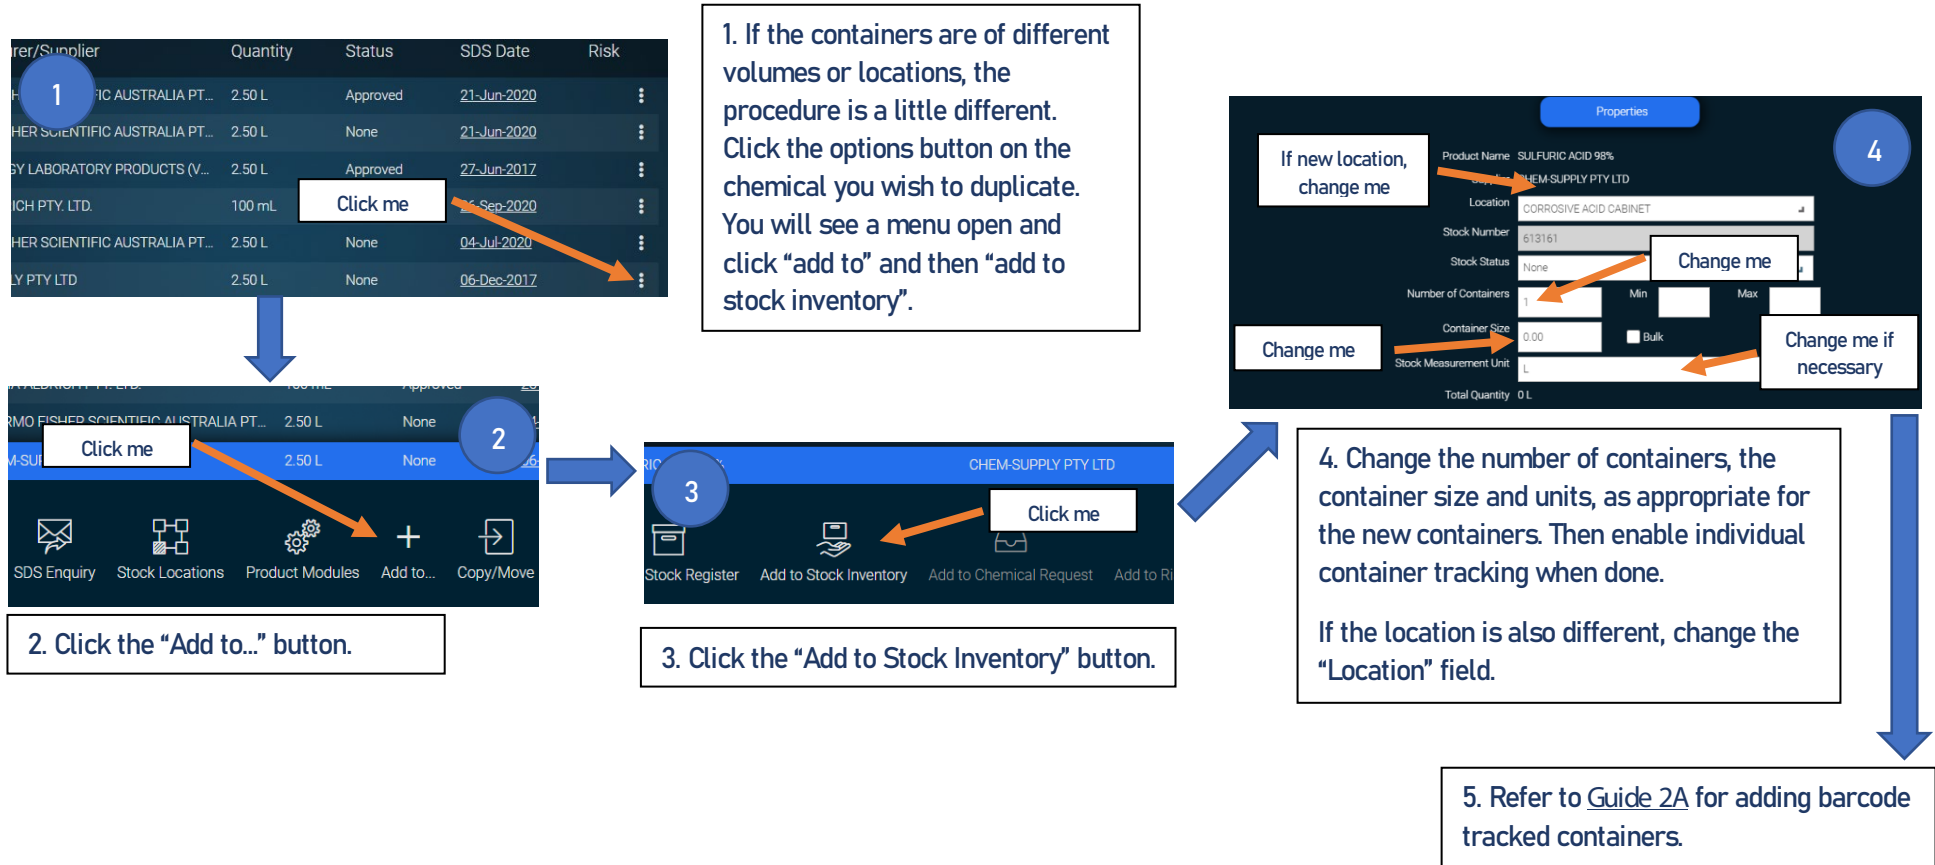 1. If the containers are of different
volumes or locations, the
procedure is a little different.
Click the options button on the
chemical you wish to duplicate.
You will see a menu open and
click “add to” and then “add to
stock inventory”.
Quantity Status SDS Date Risk
1
IC AUSTRALIA PT... 2.50 L Approved 21-Jun-2020
HER SCIENTIFIC AUSTRALIA PT... 2.50 L None 21-Jun-2020
GY LABORATORY PRODUCTS (V... 2.50 L Approved 27-Jun-2017
ICH PTY. LTD. 100 mL 26-Sep-2020
Click me
HER SCIENTIFIC AUSTRALIA PT... 2.50 L None 04-Jul-2020
LY PTY LTD 2.50 L None 06-Dec-2017
RMO FISHER SCIENTIFIC AUSTRALIA PT... 2.50 L None
2
Click me
2.50 L None
SDS Enquiry Stock Locations Product Modules Add to... Copy/Move
2. Click the “Add to...” button.
3
CHEM-SUPPLY PTY LTD
Click me
Stock Register Add to Stock Inventory Add to Chemical Request Add to Ri
3. Click the “Add to Stock Inventory” button.
Properties
4
If new location,
change me
Product Name SULFURIC ACID 98%
CHEM-SUPPLY PTY LTD
Location CORROSIVE ACID CABINET
Stock Number 613161
Stock Status None
Change me
Number of Containers 1 Min Max
Container Size 0.00 Bulk
Change me
Change me if
necessary
Stock Measurement Unit L
Total Quantity 0 L
4. Change the number of containers, the
container size and units, as appropriate for
the new containers. Then enable individual
container tracking when done.
If the location is also different, change the
“Location” field.
5. Refer to Guide 2A for adding barcode
tracked containers.